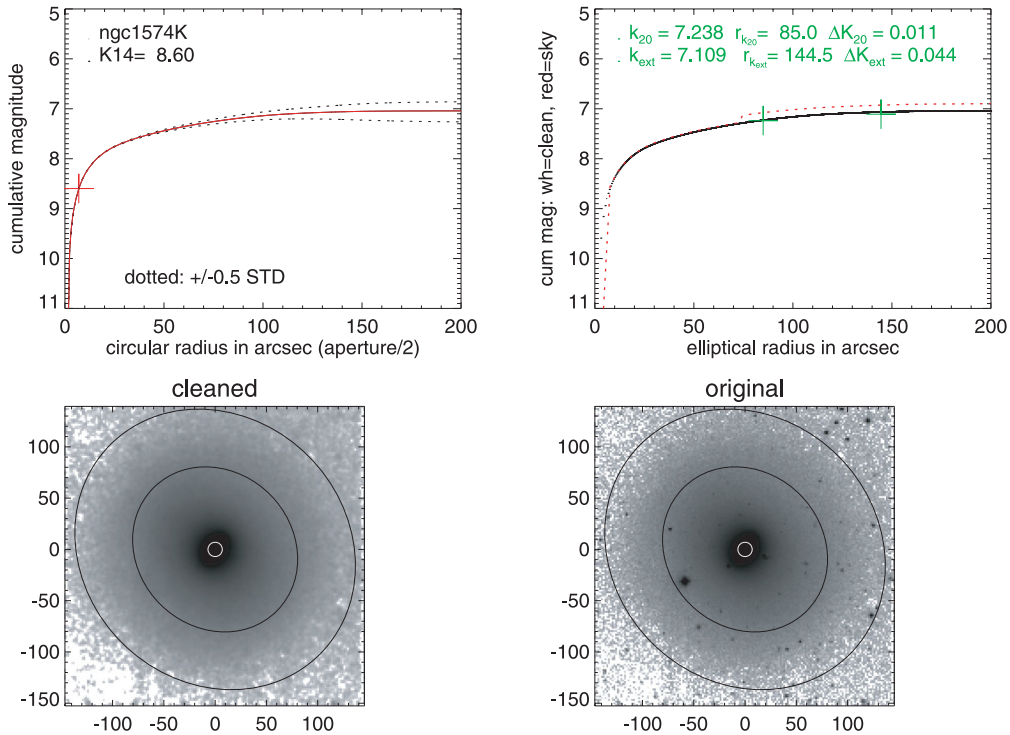 ngc1574K
K14= 8.60
dotted: +/-0.5 STD
cumulative magnitude
5
6
7
8
9
10
11
0 50 100 150 200
circular radius in arcsec (aperture/2)
k20 = 7.238 rk20= 85.0 ΔK20 = 0.011
kext = 7.109 rkext= 144.5 ΔKext = 0.044
cum mag: wh=clean, red=sky
5
6
7
8
9
10
11
0 50 100 150 200
elliptical radius in arcsec
cleaned
100
50
0
-50
-100
-150
-100 -50 0 50 100
original
100
50
0
-50
-100
-150
-100 -50 0 50 100